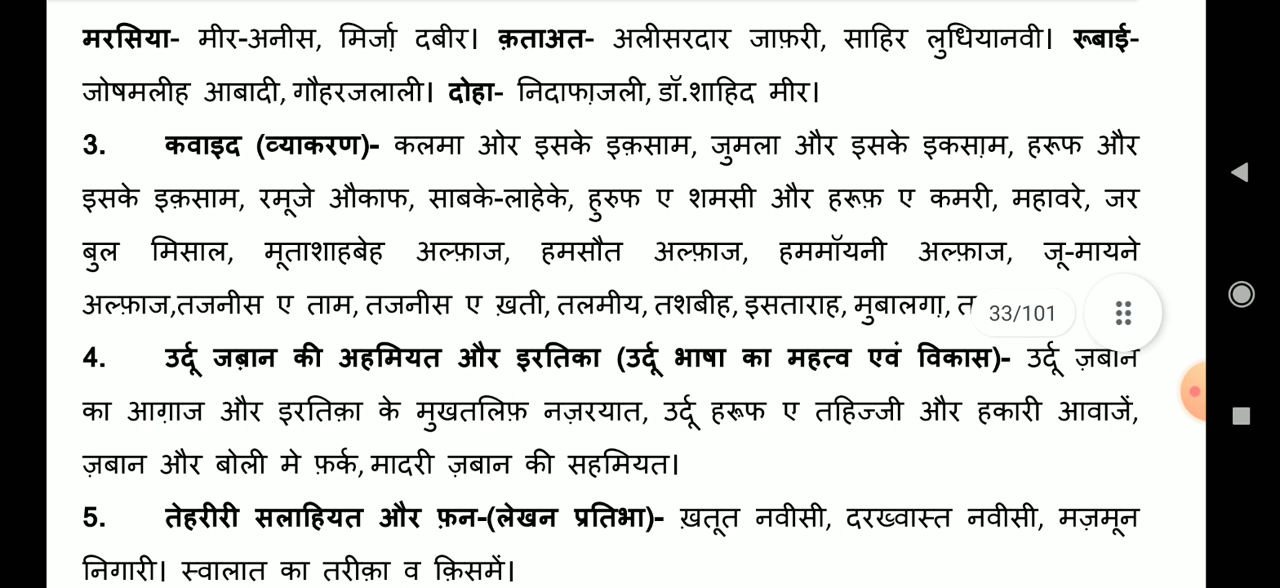 मरसिया- मीर-अनीस, मिर्जा़ दबीर। क़ताअत- अलीसरदार जाफ़री, साहिर लुधियानवी। रूबाई-
जोषमलीह आबादी, गौहरजलाली। दोहा- निदाफा़जली, डॉ.शाहिद मीर।
3. कवाइद (व्याकरण)- कलमा ओर इसके इक़साम, जुमला और इसके इकसा़म, हरूफ और
इसके इक़साम, रमूजे औकाफ, साबके-लाहेके, हुरुफ ए शमसी और हरूफ़ ए कमरी, महावरे, जर
बुल मिसाल, मूताशाहबेह अल्फ़ाज, हमसौत अल्फ़ाज, हममॉयनी अल्फ़ाज, जू-मायने
अल्फ़ाज,तजनीस ए ताम, तजनीस ए ख़ती, तलमीय, तशबीह, इसताराह, मुबालगा़,
33/101
4. उर्दू जब़ान की अहमियत और इरतिका (उर्दू भाषा का महत्व एवं विकास)- उर्दू ज़बान
का आग़ाज और इरतिक़ा के मुखतलिफ़ नज़रयात, उर्दू हरूफ ए तहिज्जी और हकारी आवाजें,
ज़बान और बोली मे फ़र्क, मादरी ज़बान की सहमियत।
5. तेहरीरी सलाहियत और फ़न-(लेखन प्रतिभा)- ख़तूत नवीसी, दरख्वास्त नवीसी, मज़मून
निगारी। स्वालात का तरीक़ा व क़िसमें।